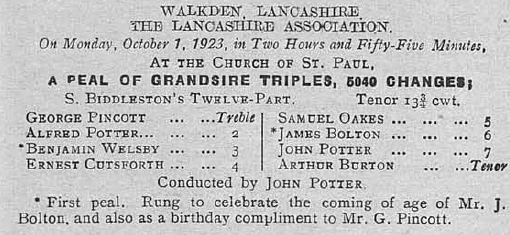 WALKDEN, LANCASHIRE.
THE LANCASHIRE ASSOCIATION.
On Monday, October 1, 1923, in Two Hours and Fifty-Five Minutes,
AT THE CHURCH OF ST. PAUL,
A PEAL OF GRANDSIRE TRIPLES, 5040 CHANGES;
S. BIDDLESTON'S TWELVE-PART. Tenor 13¾ cwt.
GEORGE PINCOTT ... ... Treble
ALFRED POTTER... ... ... 2
*BENJAMIN WELSBY ... ... 3
ERNEST CUTSFORTH ... ... 4
SAMUEL OAKES ... ... ... 5
*JAMES BOLTON ... ... ... 6
JOHN POTTER ... ... ... 7
ARTHUR BURTON ... ... Tenor
Conducted by JOHN POTTER.
* First peal. Rung to celebrate the coming of age of Mr. J.
Bolton, and also as a birthday compliment to Mr. G. Pincott.